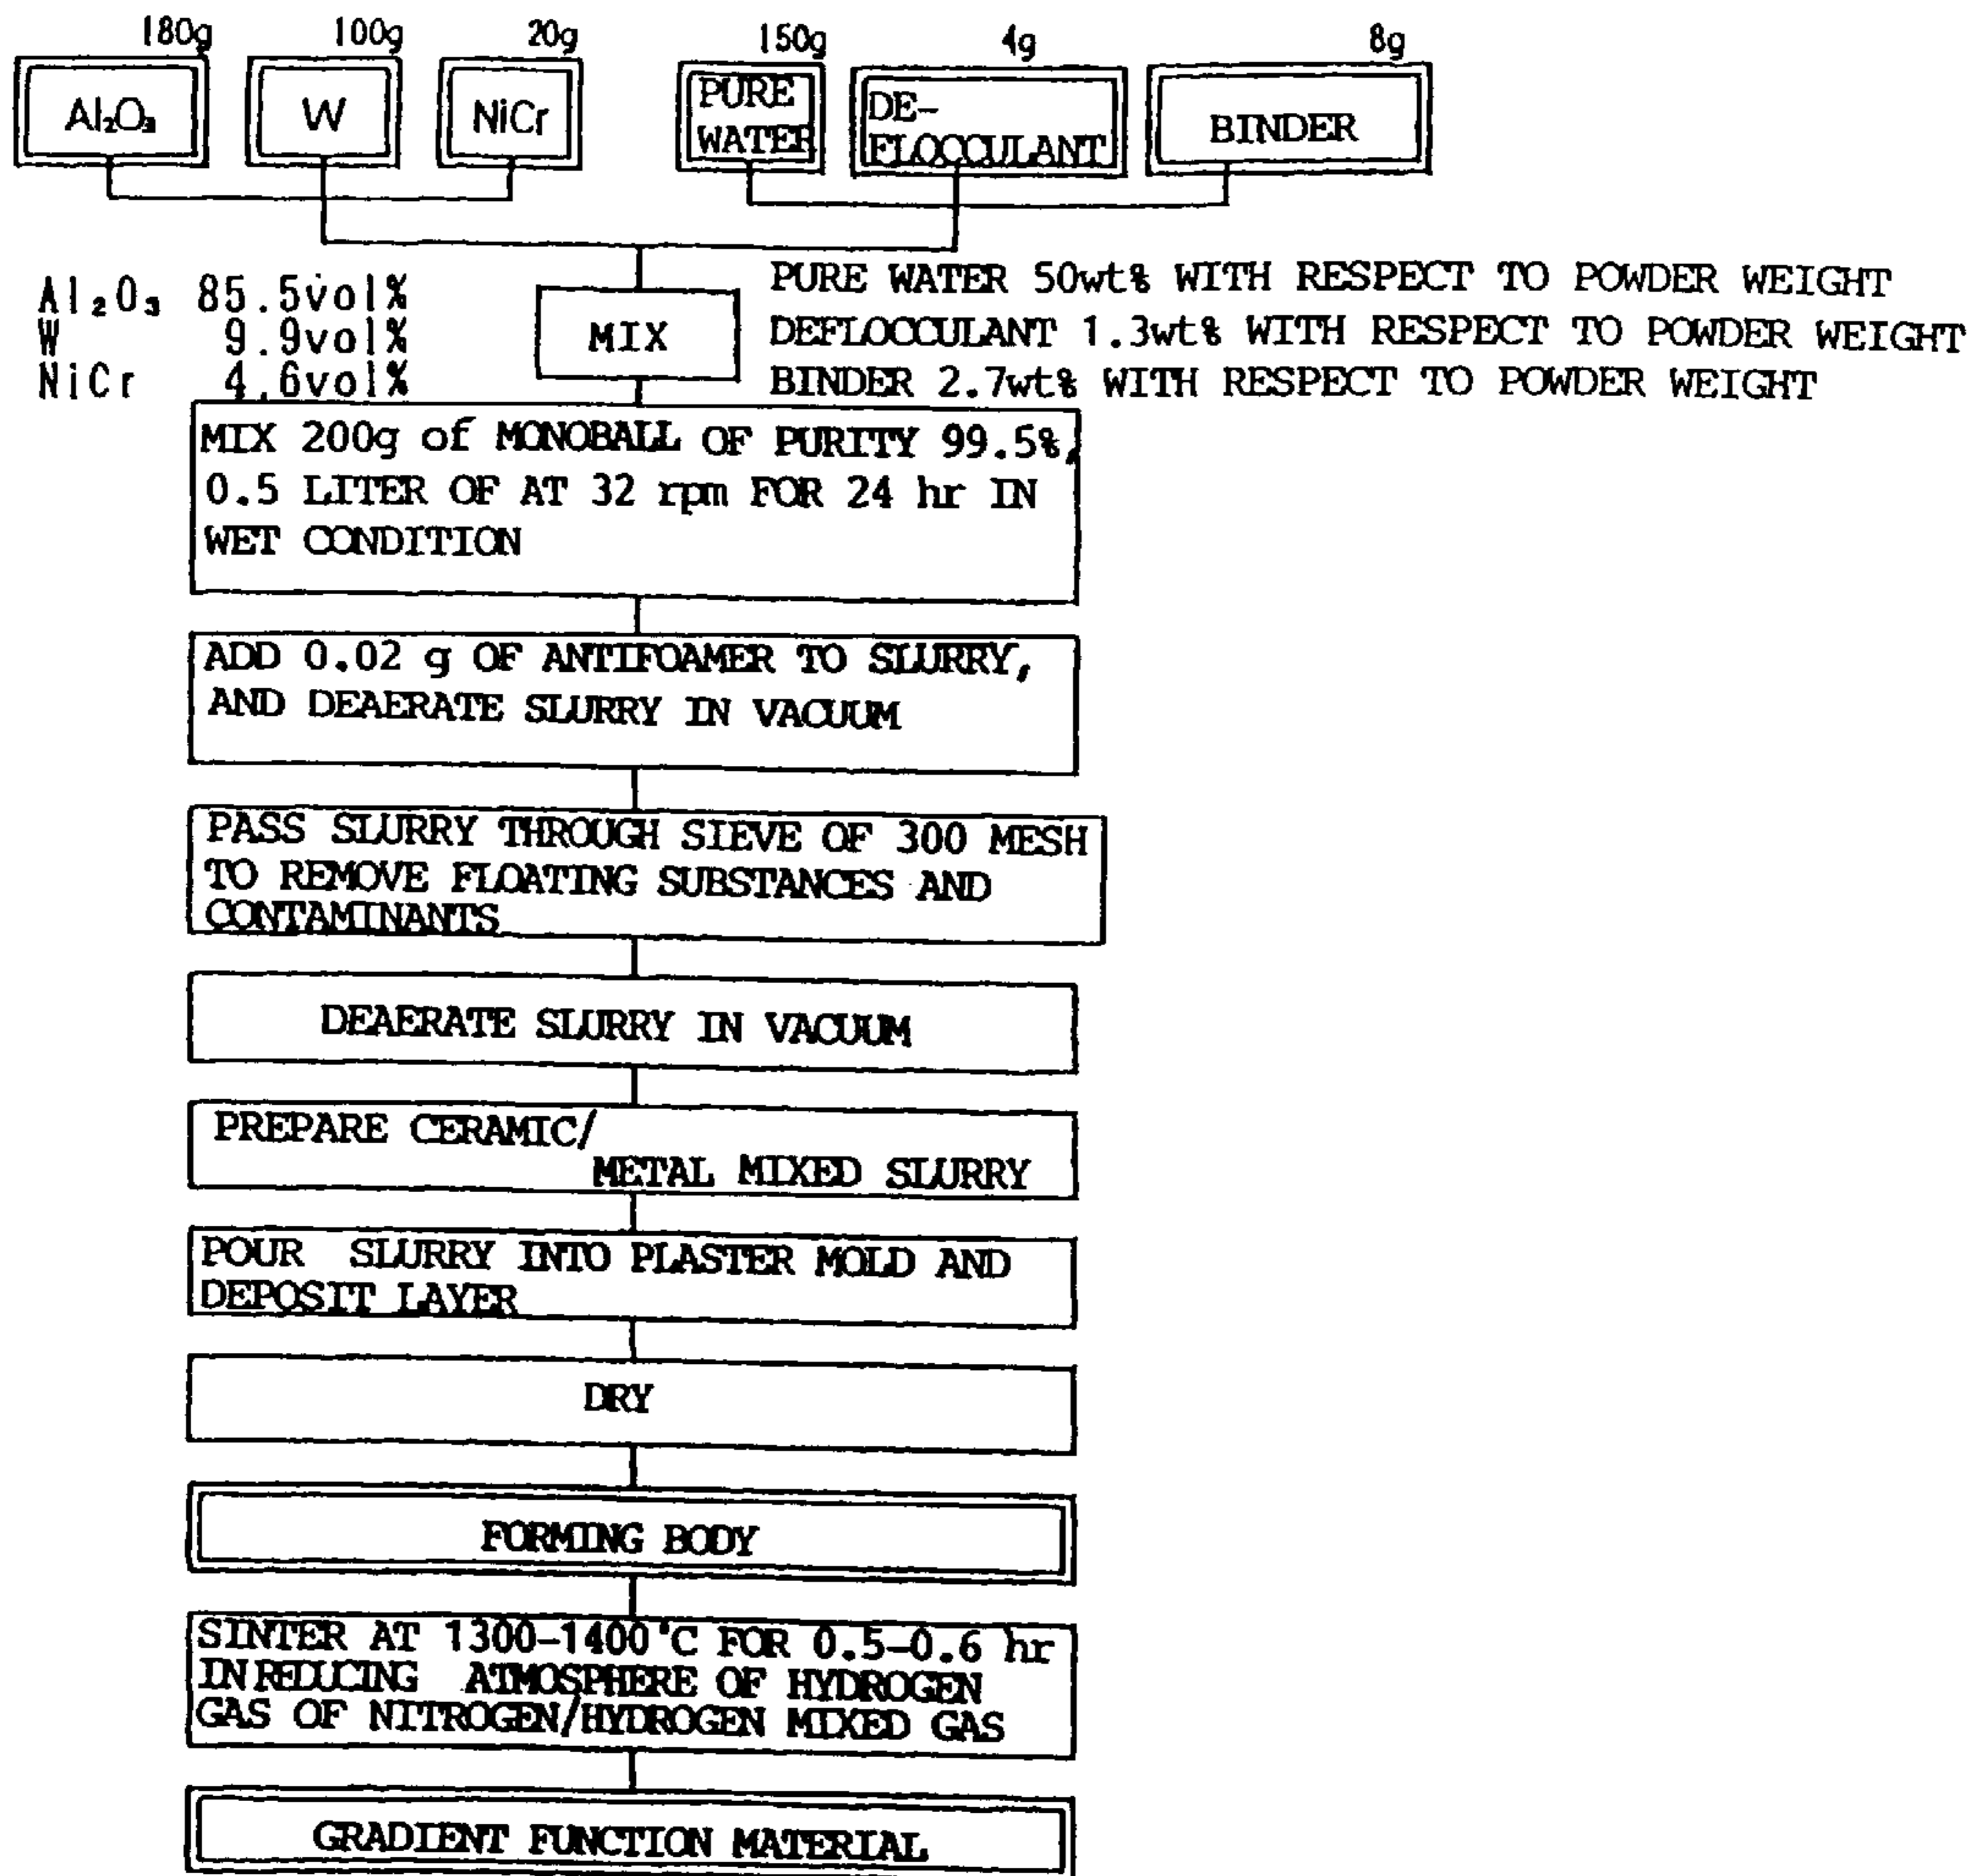 180g 100g 20g 150g 4g 8g
Al₂O₃ W NiCr PURE WATER DE-FLOCCULANT BINDER
Al₂O₃ 85.5vol%
W 9.9vol%
NiCr 4.6vol%
MIX
PURE WATER 50wt% WITH RESPECT TO POWDER WEIGHT
DEFLOCCULANT 1.3wt% WITH RESPECT TO POWDER WEIGHT
BINDER 2.7wt% WITH RESPECT TO POWDER WEIGHT
MIX 200g of MONOBALL OF PURITY 99.5%,
0.5 LITER OF AT 32 rpm FOR 24 hr IN
WET CONDITION
ADD 0.02 g OF ANTIFOAMER TO SLURRY,
AND DEAERATE SLURRY IN VACUUM
PASS SLURRY THROUGH SIEVE OF 300 MESH
TO REMOVE FLOATING SUBSTANCES AND
CONTAMINANTS
DEAERATE SLURRY IN VACUUM
PREPARE CERAMIC/
METAL MIXED SLURRY
POUR SLURRY INTO PLASTER MOLD AND
DEPOSIT LAYER
DRY
FORMING BODY
SINTER AT 1300-1400°C FOR 0.5-0.6 hr
IN REDUCING ATMOSPHERE OF HYDROGEN
GAS OF NITROGEN/HYDROGEN MIXED GAS
GRADIENT FUNCTION MATERIAL